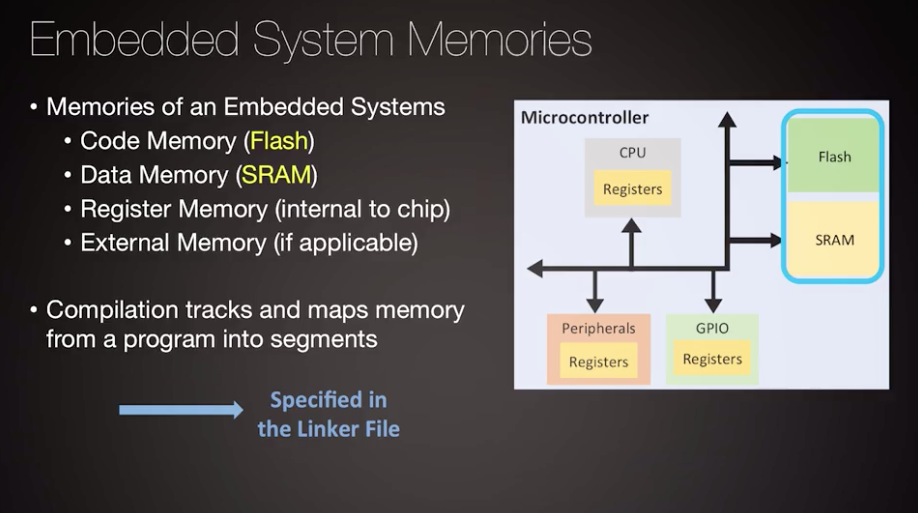 Embedded System Memories
• Memories of an Embedded Systems
• Code Memory (Flash)
• Data Memory (SRAM)
• Register Memory (internal to chip)
• External Memory (if applicable)
• Compilation tracks and maps memory
from a program into segments
Specified in
the Linker File
Microcontroller
CPU
Registers
Flash
SRAM
Peripherals
Registers
GPIO
Registers